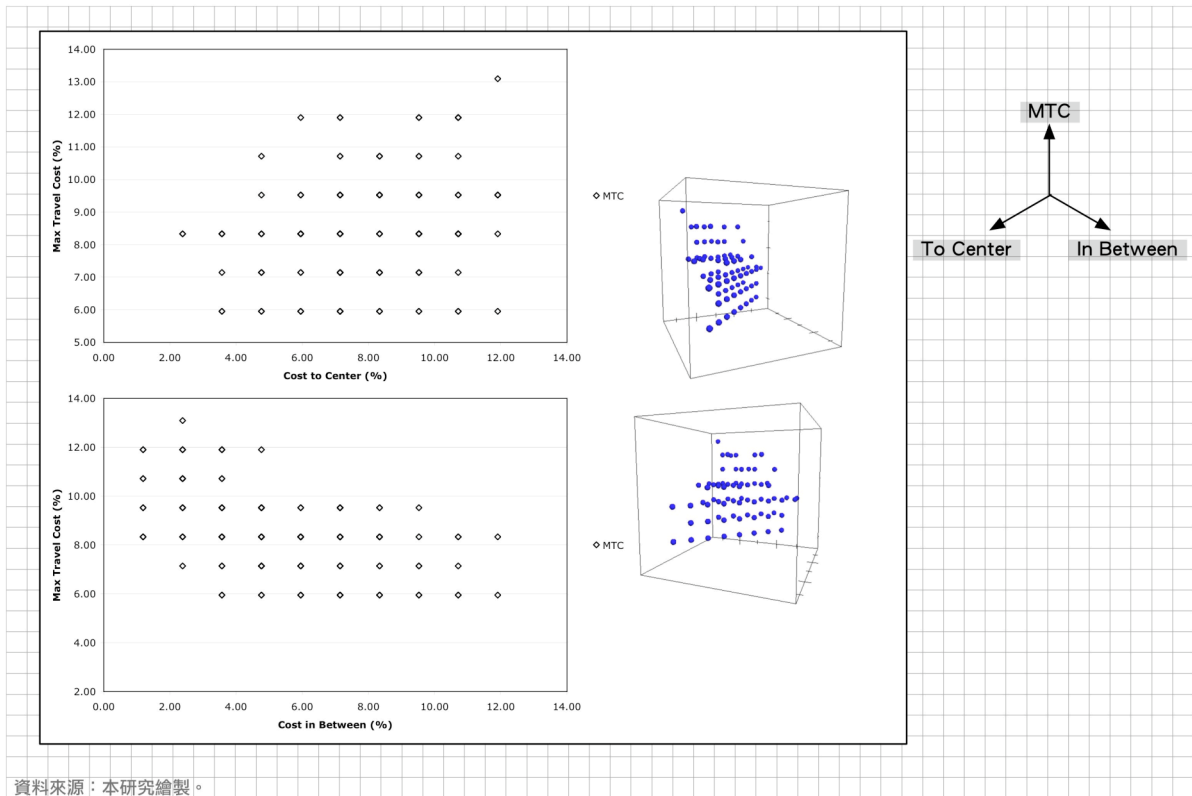 14.00
13.00
12.00
11.00
10.00
9.00
8.00
7.00
6.00
5.00
Max Travel Cost (%)
0.00 2.00 4.00 6.00 8.00 10.00 12.00 14.00
Cost to Center (%)
MTC
14.00
12.00
10.00
8.00
6.00
4.00
2.00
Max Travel Cost (%)
0.00 2.00 4.00 6.00 8.00 10.00 12.00 14.00
Cost in Between (%)
MTC
MTC
To Center
In Between
資料來源：本研究繪製。